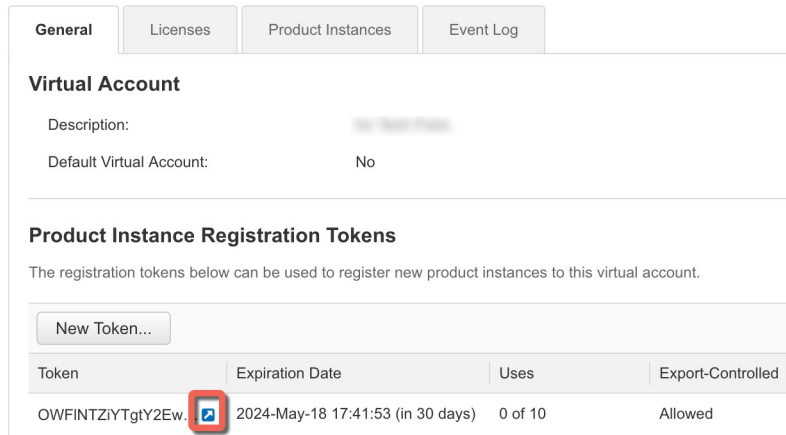 General Licenses Product Instances Event Log
Virtual Account
Description:
Default Virtual Account: No
Product Instance Registration Tokens
The registration tokens below can be used to register new product instances to this virtual account.
New Token...
Token Expiration Date Uses Export-Controlled
OWFlNTZiYTgtY2Ew... 2024-May-18 17:41:53 (in 30 days) 0 of 10 Allowed